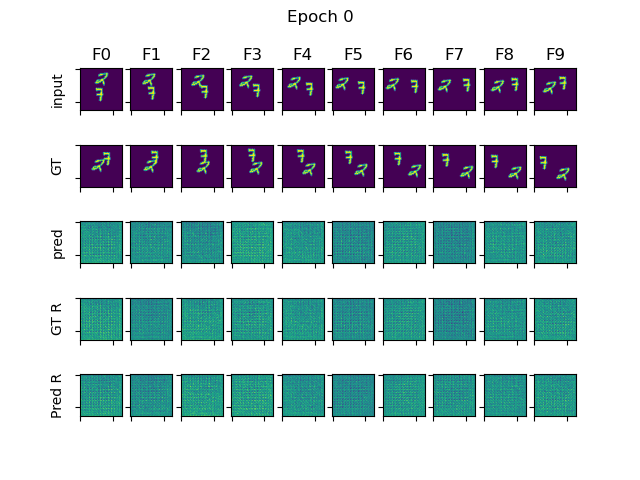 Epoch 0
F0 F1 F2 F3 F4 F5 F6 F7 F8 F9
input
GT
pred
GT R
Pred R